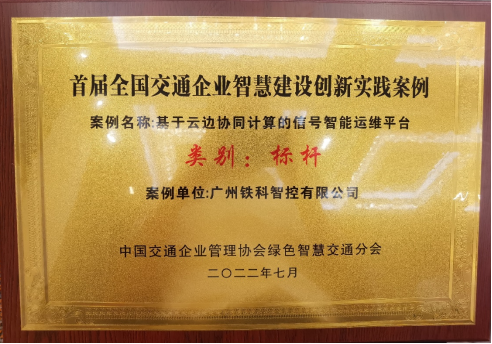 首届全国交通企业智慧建设创新实践案例
案例名称:基于云边协同计算的信号智能运维平台
类别：标杆
案例单位:广州铁科智控有限公司
中国交通企业管理协会绿色智慧交通分会
二〇二二年七月